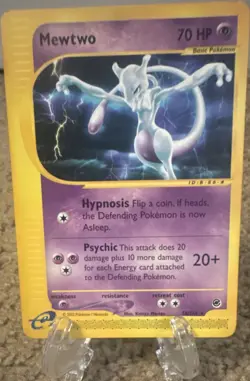 Mewtwo 70 HP
Basic Pokémon
Hypnosis Flip a coin. If heads,
the Defending Pokémon is now
Asleep.
Psychic This attack does 20
damage plus 10 more damage
for each Energy card attached
to the Defending Pokémon.
20+
weakness resistance retreat cost
e